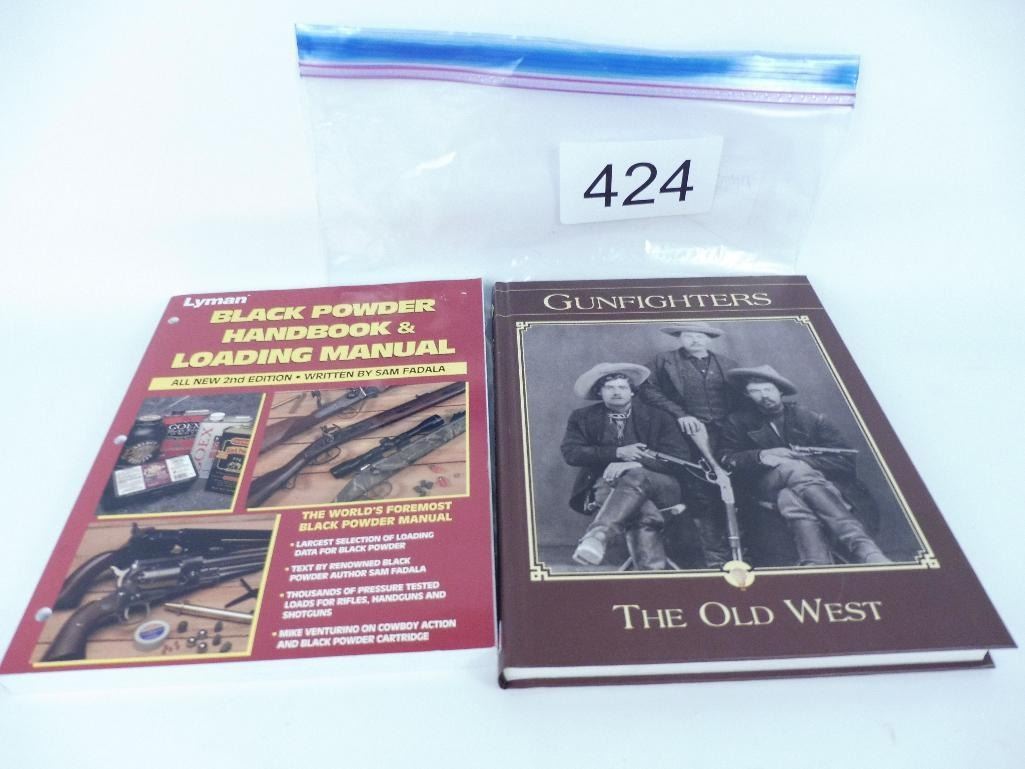 424
Lyman
BLACK POWDER
HANDBOOK &
LOADING MANUAL
ALL NEW 2nd EDITION • WRITTEN BY SAM FADALA
GOEX
THE WORLD'S FOREMOST
BLACK POWDER MANUAL
• LARGEST SELECTION OF LOADING
DATA FOR BLACK POWDER
• TEXT BY RENOWNED BLACK
POWDER AUTHOR SAM FADALA
• THOUSANDS OF PRESSURE TESTED
LOADS FOR RIFLES, HANDGUNS AND
SHOTGUNS
• MIKE VENTURINO ON COWBOY ACTION
AND BLACK POWDER CARTRIDGE
GUNFIGHTERS
THE OLD WEST